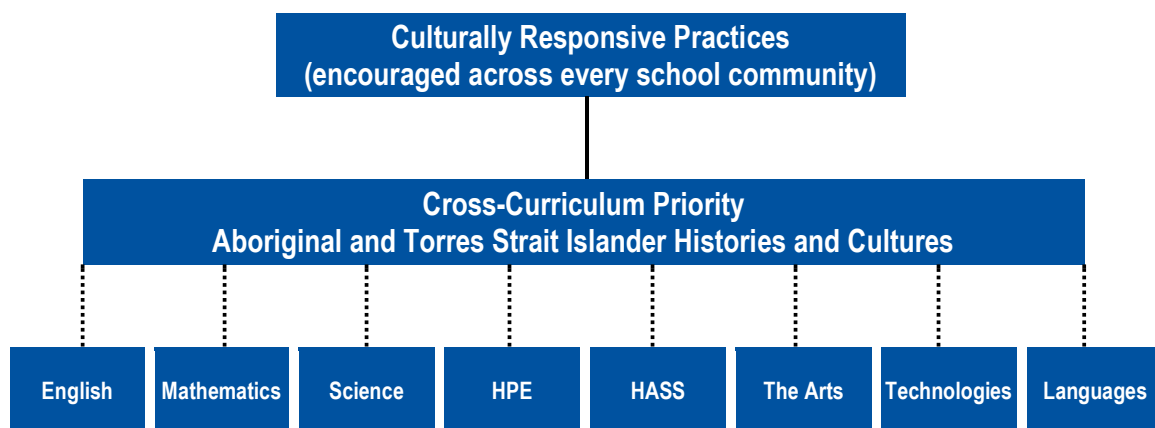 Culturally Responsive Practices
(encouraged across every school community)
Cross-Curriculum Priority
Aboriginal and Torres Strait Islander Histories and Cultures
English
Mathematics
Science
HPE
HASS
The Arts
Technologies
Languages